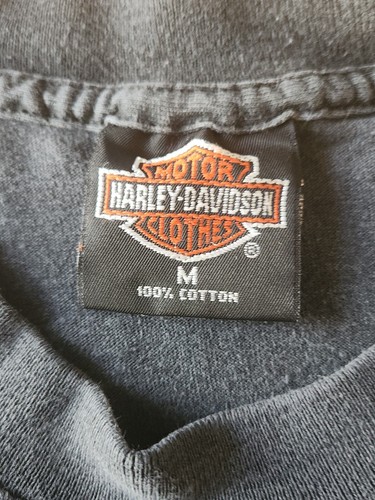 MOTOR
HARLEY-DAVIDSON
CLOTHES
®
M
100% COTTON